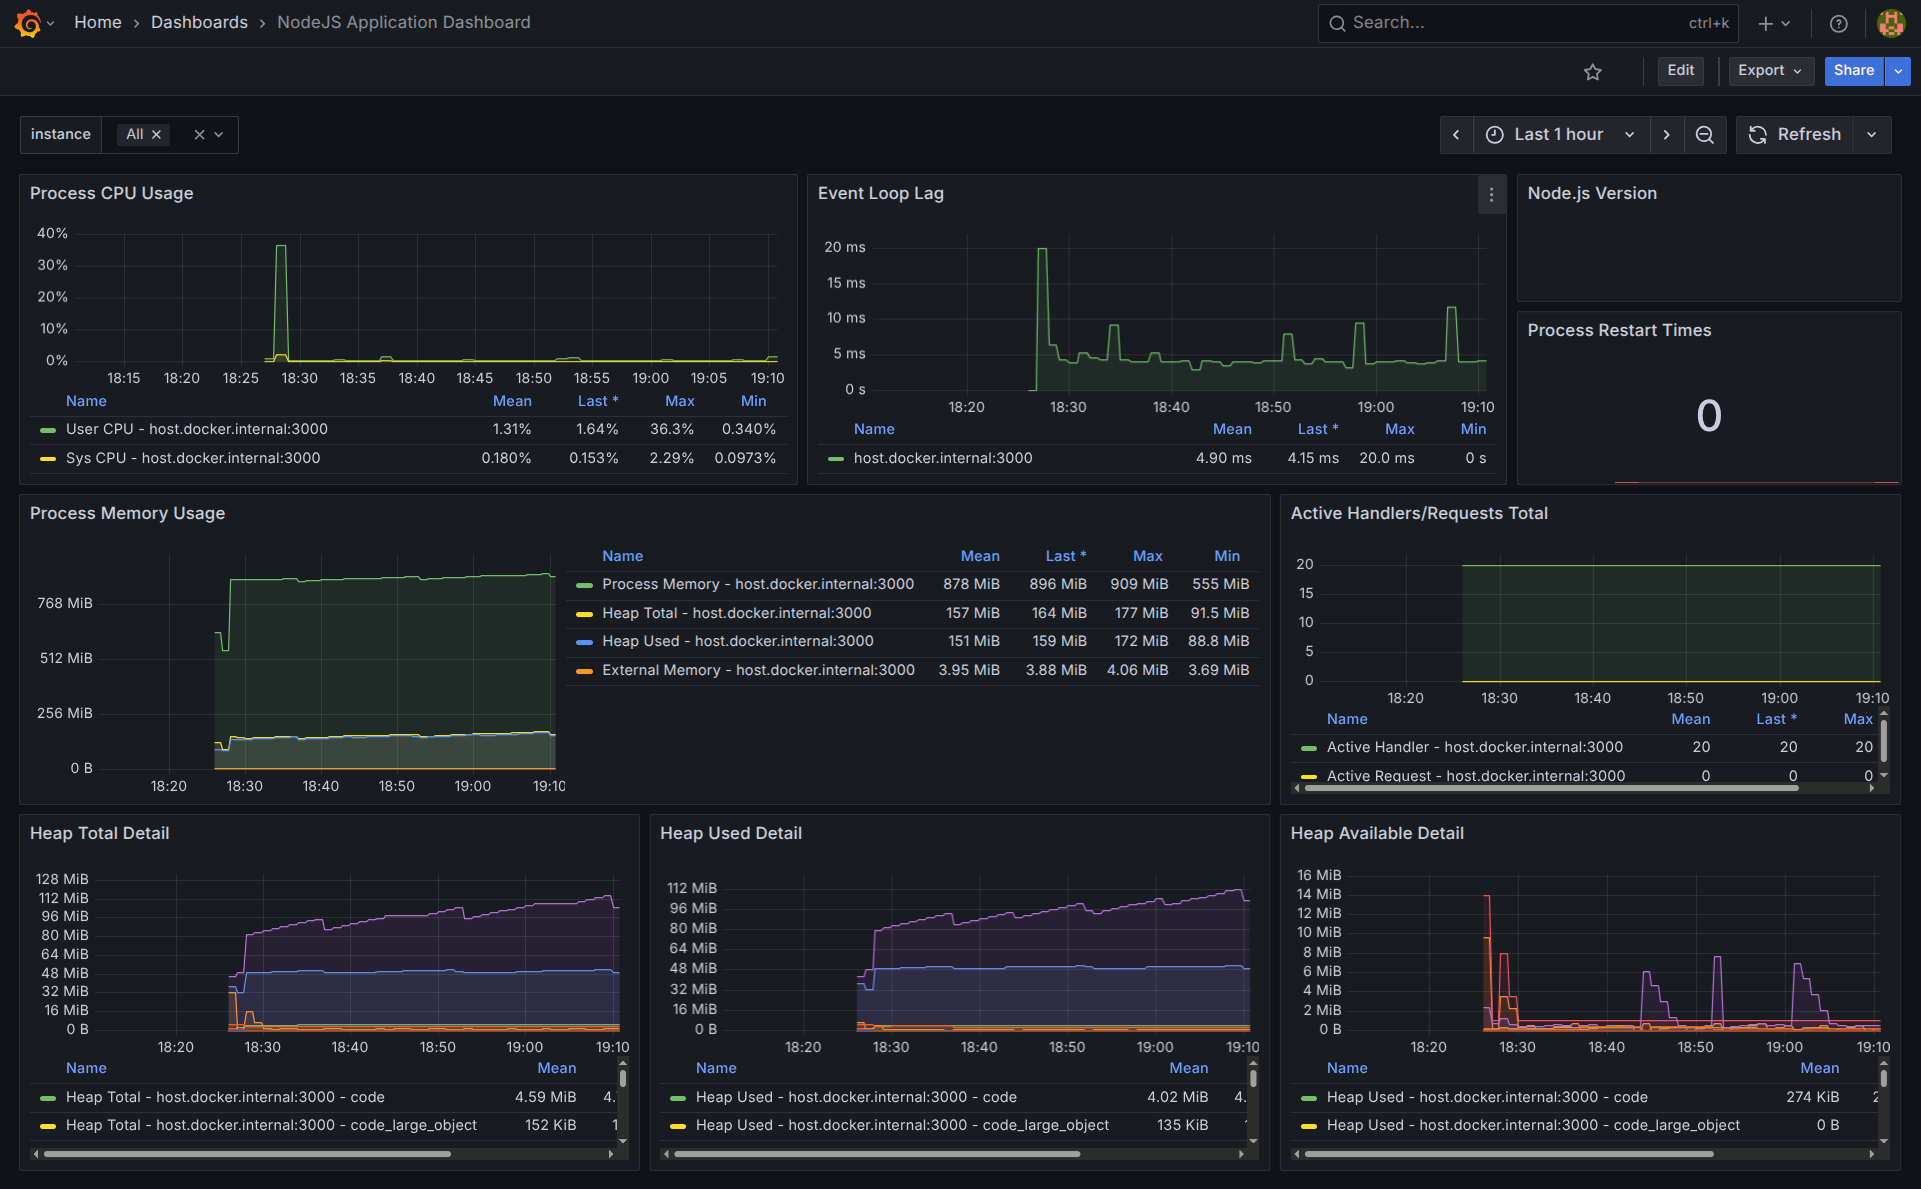 Home › Dashboards › NodeJS Application Dashboard
Search... ctrl+k
Edit Export Share
instance All
Last 1 hour Refresh
Process CPU Usage
40%
30%
20%
10%
0%
18:15 18:20 18:25 18:30 18:35 18:40 18:45 18:50 18:55 19:00 19:05 19:10
Name Mean Last * Max Min
User CPU - host.docker.internal:3000 1.31% 1.64% 36.3% 0.340%
Sys CPU - host.docker.internal:3000 0.180% 0.153% 2.29% 0.0973%
Event Loop Lag
20 ms
15 ms
10 ms
5 ms
0 s
18:20 18:30 18:40 18:50 19:00 19:10
Name Mean Last * Max Min
host.docker.internal:3000 4.90 ms 4.15 ms 20.0 ms 0 s
Node.js Version
Process Restart Times
0
Process Memory Usage
768 MiB
512 MiB
256 MiB
0 B
18:20 18:30 18:40 18:50 19:00 19:10
Name Mean Last * Max Min
Process Memory - host.docker.internal:3000 878 MiB 896 MiB 909 MiB 555 MiB
Heap Total - host.docker.internal:3000 157 MiB 164 MiB 177 MiB 91.5 MiB
Heap Used - host.docker.internal:3000 151 MiB 159 MiB 172 MiB 88.8 MiB
External Memory - host.docker.internal:3000 3.95 MiB 3.88 MiB 4.06 MiB 3.69 MiB
Active Handlers/Requests Total
20
15
10
5
0
18:20 18:30 18:40 18:50 19:00 19:10
Name Mean Last * Max
Active Handler - host.docker.internal:3000 20 20 20
Active Request - host.docker.internal:3000 0 0 0
Heap Total Detail
128 MiB
112 MiB
96 MiB
80 MiB
64 MiB
48 MiB
32 MiB
16 MiB
0 B
18:20 18:30 18:40 18:50 19:00 19:10
Name Mean
Heap Total - host.docker.internal:3000 - code 4.59 MiB 4.
Heap Total - host.docker.internal:3000 - code_large_object 152 KiB
Heap Used Detail
112 MiB
96 MiB
80 MiB
64 MiB
48 MiB
32 MiB
16 MiB
0 B
18:20 18:30 18:40 18:50 19:00 19:10
Name Mean
Heap Used - host.docker.internal:3000 - code 4.02 MiB 4.
Heap Used - host.docker.internal:3000 - code_large_object 135 KiB
Heap Available Detail
16 MiB
14 MiB
12 MiB
10 MiB
8 MiB
6 MiB
4 MiB
2 MiB
0 B
18:20 18:30 18:40 18:50 19:00 19:10
Name Mean
Heap Used - host.docker.internal:3000 - code 274 KiB
Heap Used - host.docker.internal:3000 - code_large_object 0 B